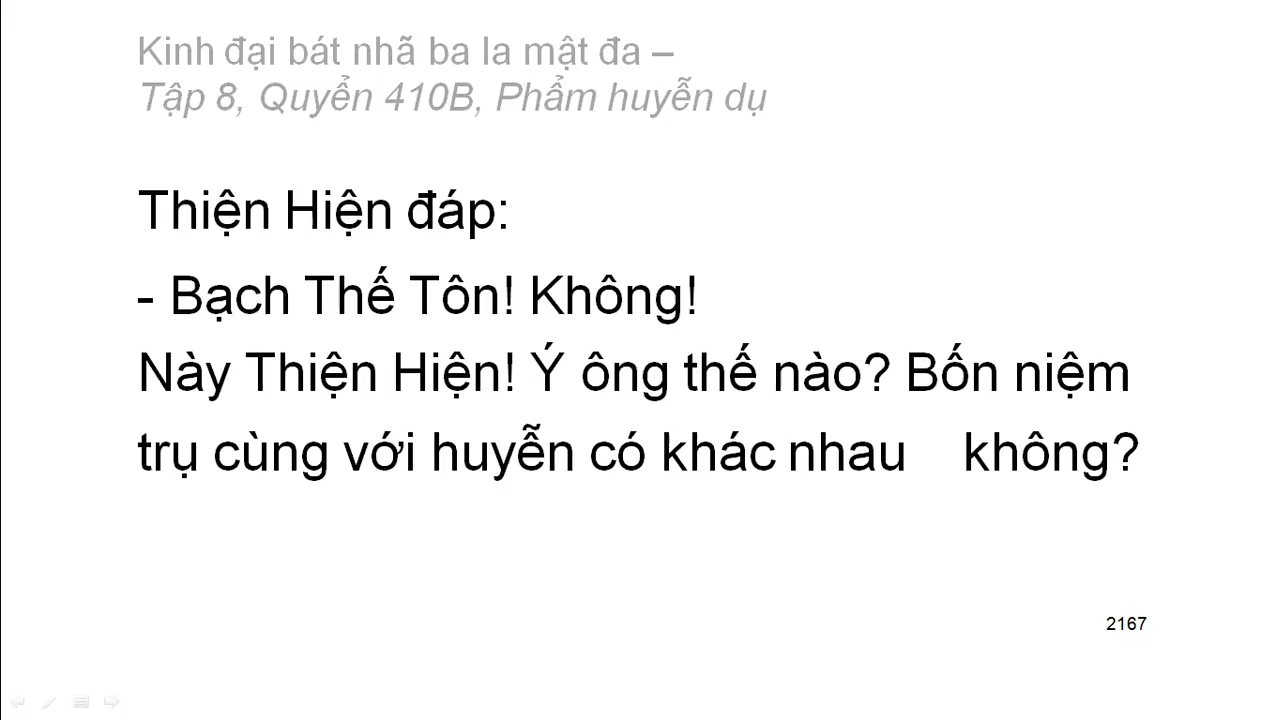 Kinh đại bát nhã ba la mật đa –
Tập 8, Quyển 410B, Phẩm huyễn dụ
Thiện Hiện đáp:
- Bạch Thế Tôn! Không!
Này Thiện Hiện! Ý ông thế nào? Bốn niệm
trụ cùng với huyễn có khác nhau không?
2167